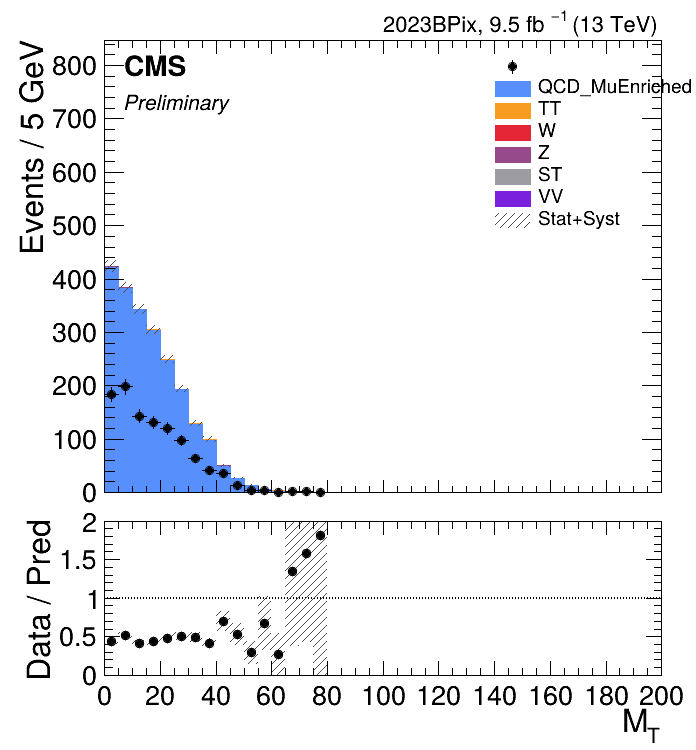 2023BPix, 9.5 fb⁻¹ (13 TeV)
CMS
Preliminary
Events / 5 GeV
800
700
600
500
400
300
200
100
0
QCD_MuEnriched
TT
W
Z
ST
VV
Stat+Syst
Data / Pred
2
1.5
1
0.5
0
0 20 40 60 80 100 120 140 160 180 200
M_T